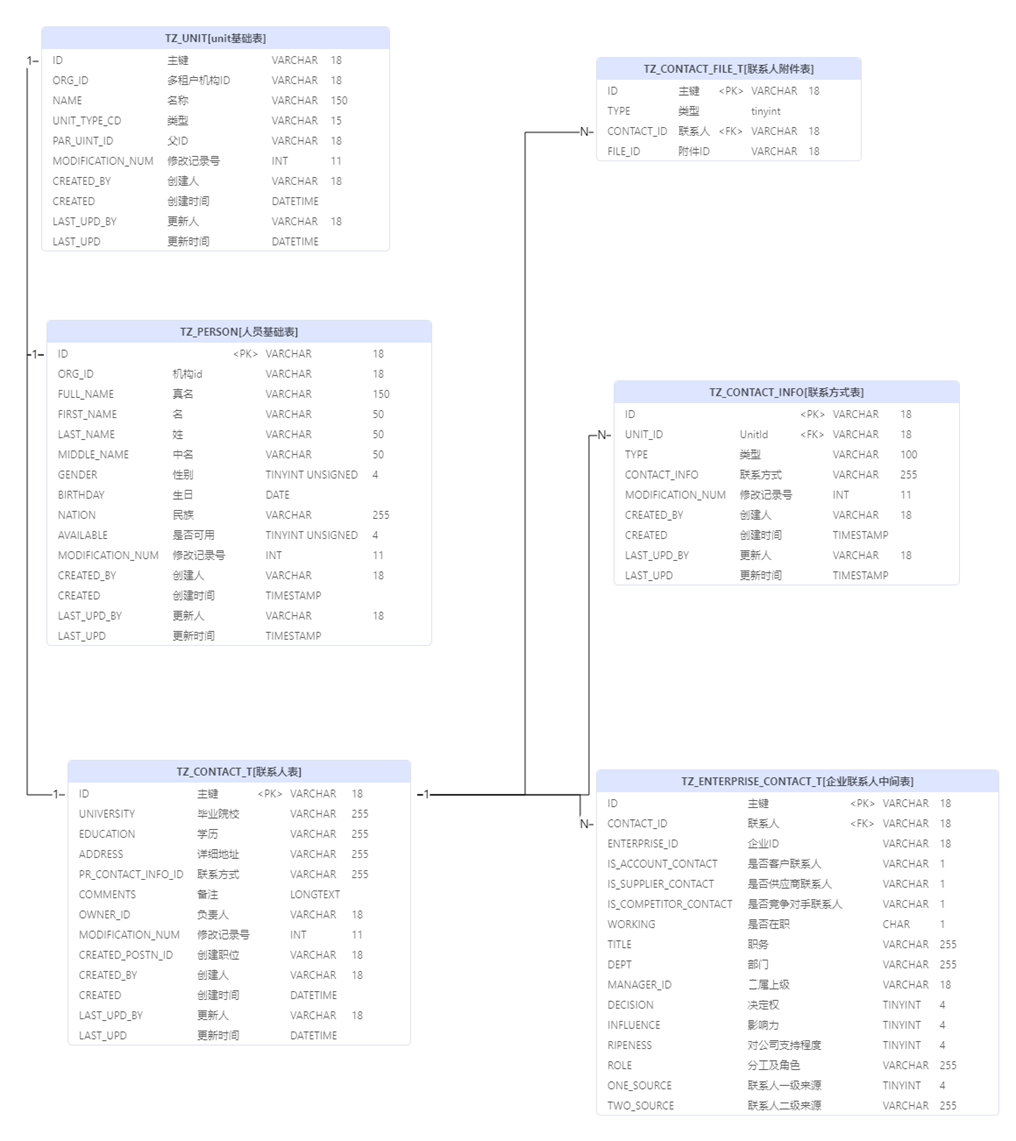 TZ_UNIT[unit基础表]
1
ID 主键 VARCHAR 18
ORG_ID 多租户机构ID VARCHAR 18
NAME 名称 VARCHAR 150
UNIT_TYPE_CD 类型 VARCHAR 15
PAR_UINT_ID 父ID VARCHAR 18
MODIFICATION_NUM 修改记录号 INT 11
CREATED_BY 创建人 VARCHAR 18
CREATED 创建时间 DATETIME
LAST_UPD_BY 更新人 VARCHAR 18
LAST_UPD 更新时间 DATETIME
TZ_CONTACT_FILE_T[联系人附件表]
ID 主键 <PK> VARCHAR 18
TYPE 类型 tinyint
N
CONTACT_ID 联系人 <FK> VARCHAR 18
FILE_ID 附件ID VARCHAR 18
TZ_PERSON[人员基础表]
1
ID <PK> VARCHAR 18
ORG_ID 机构id VARCHAR 18
FULL_NAME 真名 VARCHAR 150
FIRST_NAME 名 VARCHAR 50
LAST_NAME 姓 VARCHAR 50
MIDDLE_NAME 中名 VARCHAR 50
GENDER 性别 TINYINT UNSIGNED 4
BIRTHDAY 生日 DATE
NATION 民族 VARCHAR 255
AVAILABLE 是否可用 TINYINT UNSIGNED 4
MODIFICATION_NUM 修改记录号 INT 11
CREATED_BY 创建人 VARCHAR 18
CREATED 创建时间 TIMESTAMP
LAST_UPD_BY 更新人 VARCHAR 18
LAST_UPD 更新时间 TIMESTAMP
TZ_CONTACT_INFO[联系方式表]
ID <PK> VARCHAR 18
N
UNIT_ID UnitId <FK> VARCHAR 18
TYPE 类型 VARCHAR 100
CONTACT_INFO 联系方式 VARCHAR 255
MODIFICATION_NUM 修改记录号 INT 11
CREATED_BY 创建人 VARCHAR 18
CREATED 创建时间 TIMESTAMP
LAST_UPD_BY 更新人 VARCHAR 18
LAST_UPD 更新时间 TIMESTAMP
TZ_CONTACT_T[联系人表]
1
ID 主键 <PK> VARCHAR 18
1
UNIVERSITY 毕业院校 VARCHAR 255
EDUCATION 学历 VARCHAR 255
ADDRESS 详细地址 VARCHAR 255
PR_CONTACT_INFO_ID 联系方式 VARCHAR 255
COMMENTS 备注 LONGTEXT
OWNER_ID 负责人 VARCHAR 18
MODIFICATION_NUM 修改记录号 INT 11
CREATED_POSTN_ID 创建职位 VARCHAR 18
CREATED_BY 创建人 VARCHAR 18
CREATED 创建时间 DATETIME
LAST_UPD_BY 更新人 VARCHAR 18
LAST_UPD 更新时间 DATETIME
TZ_ENTERPRISE_CONTACT_T[企业联系人中间表]
ID 主键 <PK> VARCHAR 18
N
CONTACT_ID 联系人 <FK> VARCHAR 18
ENTERPRISE_ID 企业ID VARCHAR 18
IS_ACCOUNT_CONTACT 是否客户联系人 VARCHAR 1
IS_SUPPLIER_CONTACT 是否供应商联系人 VARCHAR 1
IS_COMPETITOR_CONTACT 是否竞争对手联系人 VARCHAR 1
WORKING 是否在职 CHAR 1
TITLE 职务 VARCHAR 255
DEPT 部门 VARCHAR 255
MANAGER_ID 二属上级 VARCHAR 18
DECISION 决定权 TINYINT 4
INFLUENCE 影响力 TINYINT 4
RIPENESS 对公司支持程度 TINYINT 4
ROLE 分工及角色 VARCHAR 255
ONE_SOURCE 联系人一级来源 TINYINT 4
TWO_SOURCE 联系人二级来源 VARCHAR 255